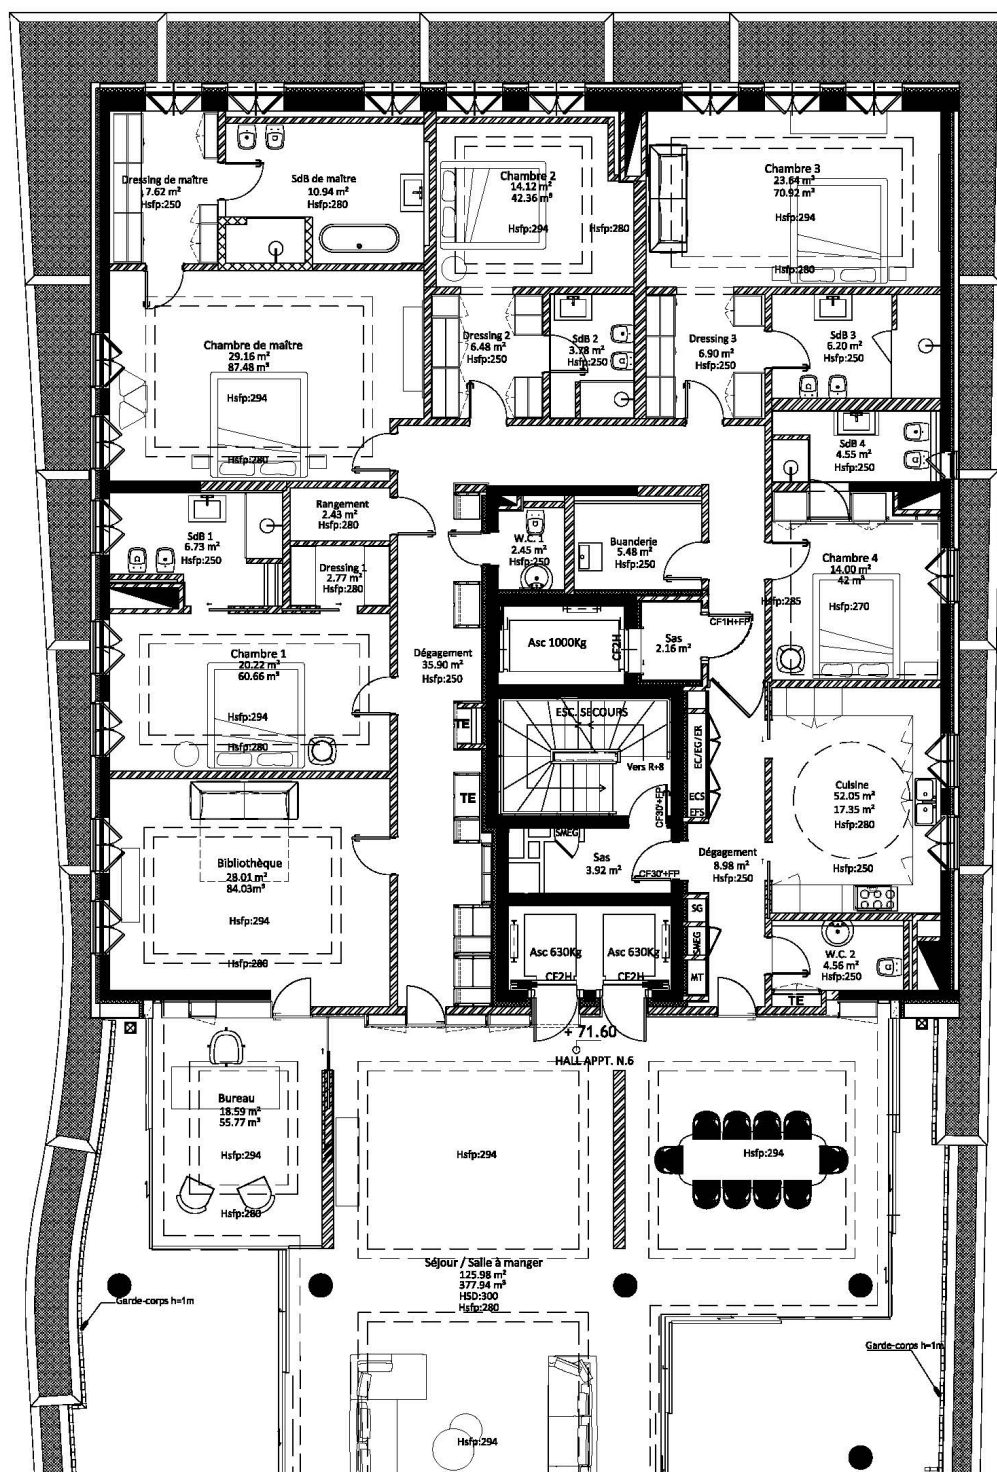 Dressing de maître
7.62 m²
Hsfp:250
SdB de maître
10.94 m²
Hsfp:280
Chambre 2
14.12 m²
42.36 m³
Hsfp:294
Hsfp:280
Chambre 3
23.64 m²
70.92 m³
Hsfp:294
Hsfp:280
Chambre de maître
29.16 m²
87.48 m³
Hsfp:294
Hsfp:280
Dressing 2
6.48 m²
Hsfp:250
SdB 2
3.78 m²
Hsfp:250
Dressing 3
6.90 m²
Hsfp:250
SdB 3
6.20 m²
Hsfp:250
SdB 4
4.55 m²
Hsfp:250
Rangement
2.43 m²
Hsfp:280
SdB 1
6.73 m²
Hsfp:250
Dressing 1
2.77 m²
Hsfp:280
W.C. 1
2.45 m²
Hsfp:250
Buanderie
5.48 m²
Hsfp:250
Chambre 4
14.00 m²
42 m³
Hsfp:285
Hsfp:270
CF1H+FP
Asc 1000Kg
CF2H
Sas
2.16 m²
Chambre 1
20.22 m²
60.66 m³
Hsfp:294
Hsfp:280
Dégagement
35.90 m²
Hsfp:250
ESC. SECOURS
Vers R+8
TE
TE
EC/EG/ER
ECS
EFS
CF30'+FP
Cuisine
52.05 m²
17.35 m²
Hsfp:280
Hsfp:250
SMEG
Sas
3.92 m²
CF30'+FP
Dégagement
8.98 m²
Hsfp:250
Bibliothèque
28.01 m²
84.03m³
Hsfp:294
Hsfp:280
SG
SMEG
MT
Asc 630Kg
CF2H
Asc 630Kg
CF2H
W.C. 2
4.56 m²
Hsfp:250
TE
+ 71.60
HALL APPT. N.6
Bureau
18.59 m²
55.77 m³
Hsfp:294
Hsfp:280
Hsfp:294
Hsfp:294
Séjour / Salle à manger
125.98 m²
377.94 m³
HSD:300
Hsfp:280
Garde-corps h=1m
Garde-corps h=1m
Hsfp:294